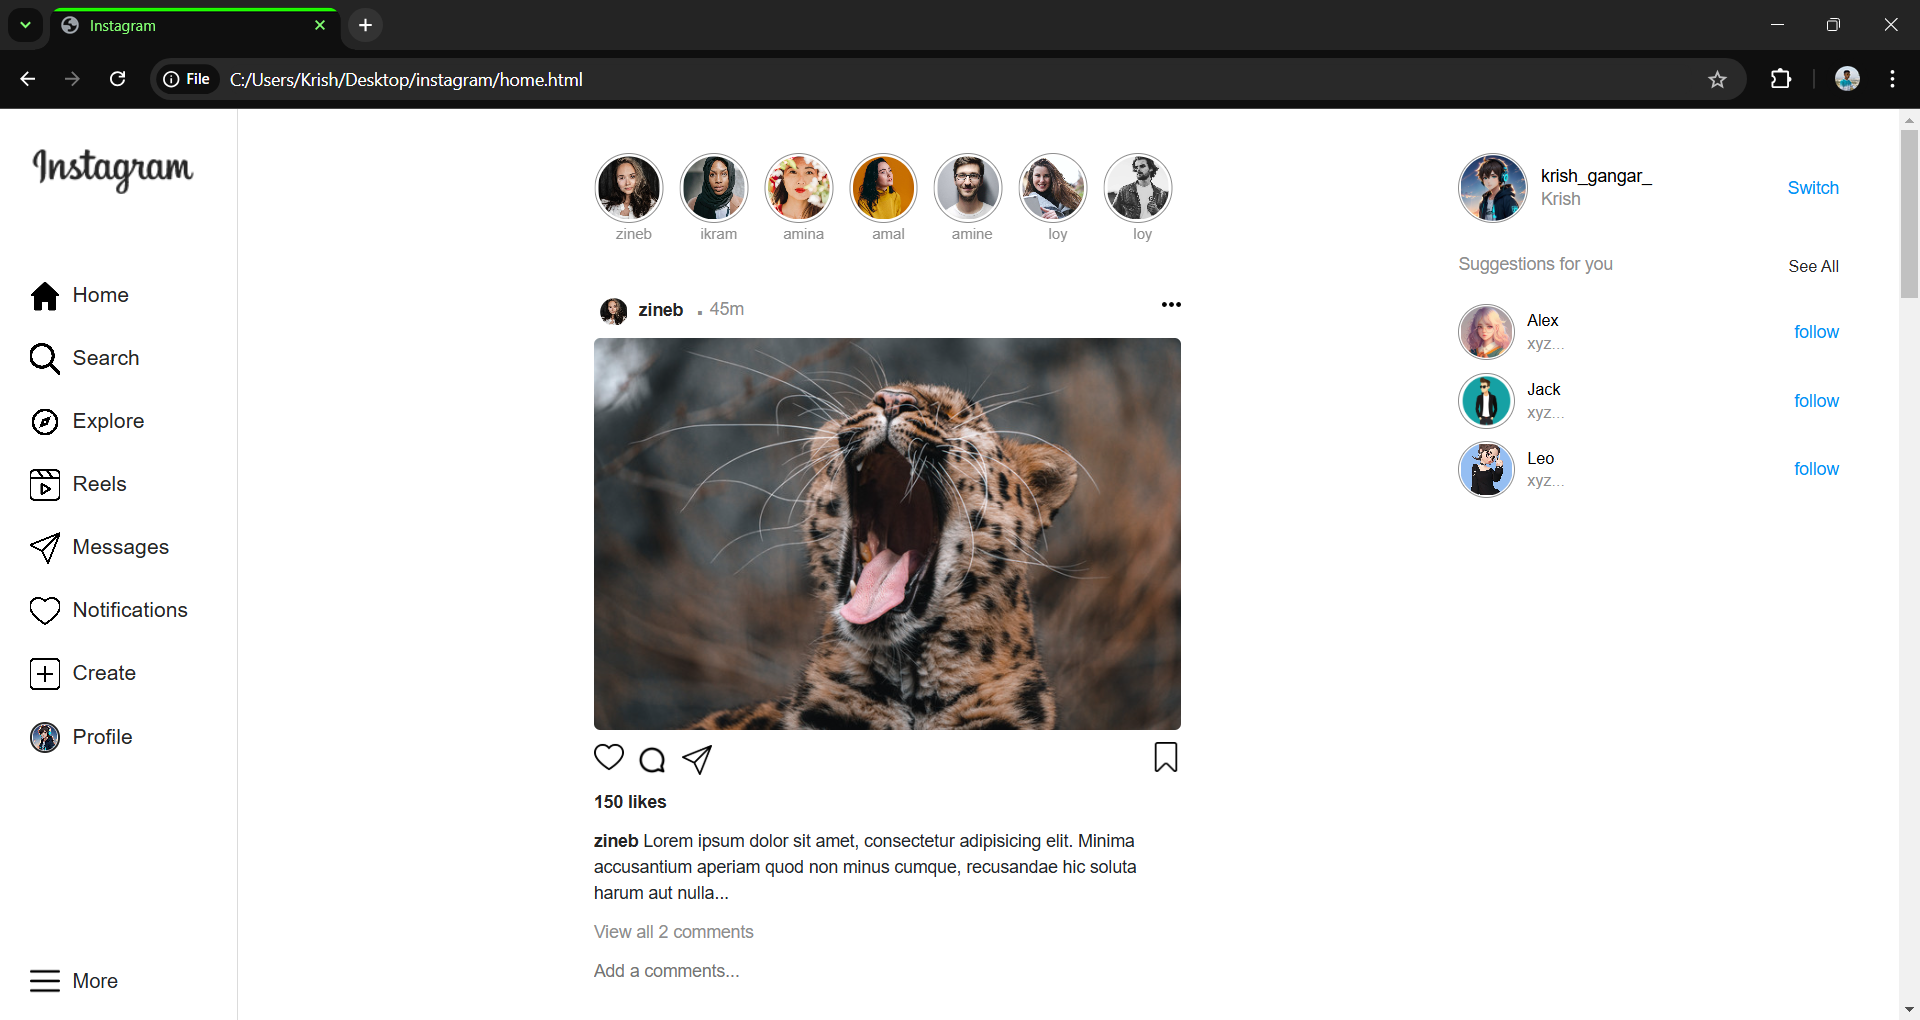 Instagram
File
C:/Users/Krish/Desktop/instagram/home.html
Instagram
Home
Search
Explore
Reels
Messages
Notifications
Create
Profile
More
zineb
ikram
amina
amal
amine
loy
loy
zineb . 45m
150 likes
zineb Lorem ipsum dolor sit amet, consectetur adipisicing elit. Minima
accusantium aperiam quod non minus cumque, recusandae hic soluta
harum aut nulla...
View all 2 comments
Add a comments...
krish_gangar_
Krish
Switch
Suggestions for you
See All
Alex
xyz...
follow
Jack
xyz...
follow
Leo
xyz...
follow